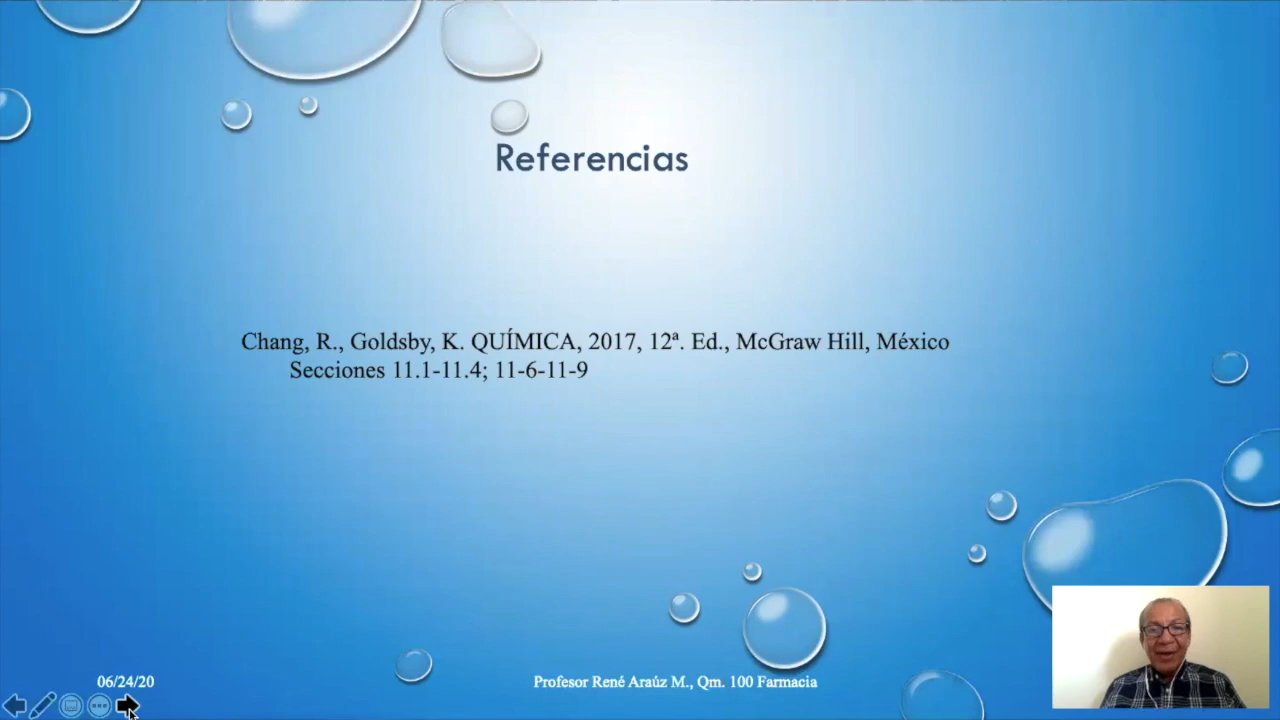 Referencias
Chang, R., Goldsby, K. QUÍMICA, 2017, 12ª. Ed., McGraw Hill, México
Secciones 11.1-11.4; 11-6-11-9
06/24/20
Profesor René Araúz M., Qm. 100 Farmacia